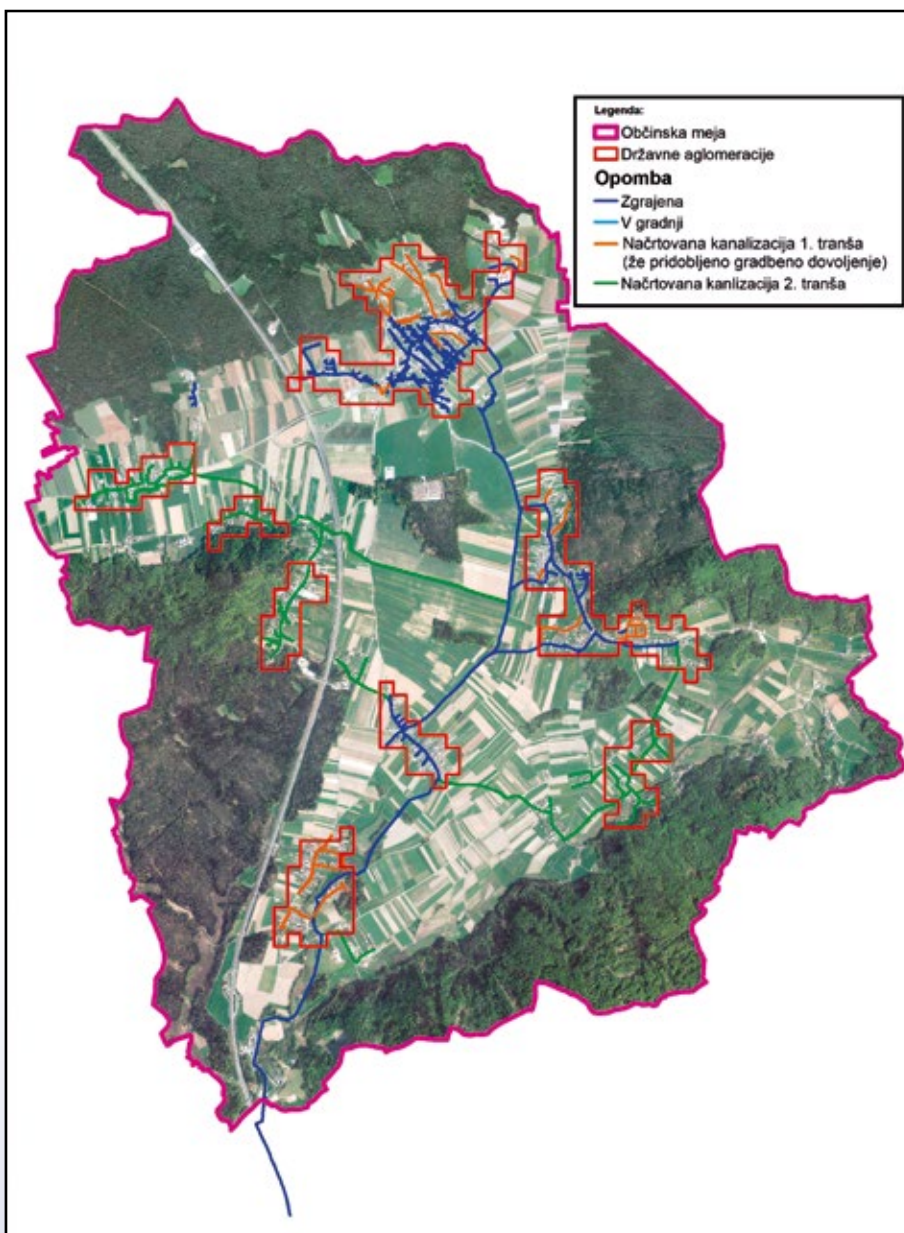 Legenda:
Občinska meja
Državne aglomeracije
Opomba
Zgrajena
V gradnji
Načrtovana kanalizacija 1. tranša
(že pridobljeno gradbeno dovoljenje)
Načrtovana kanlizacija 2. tranša